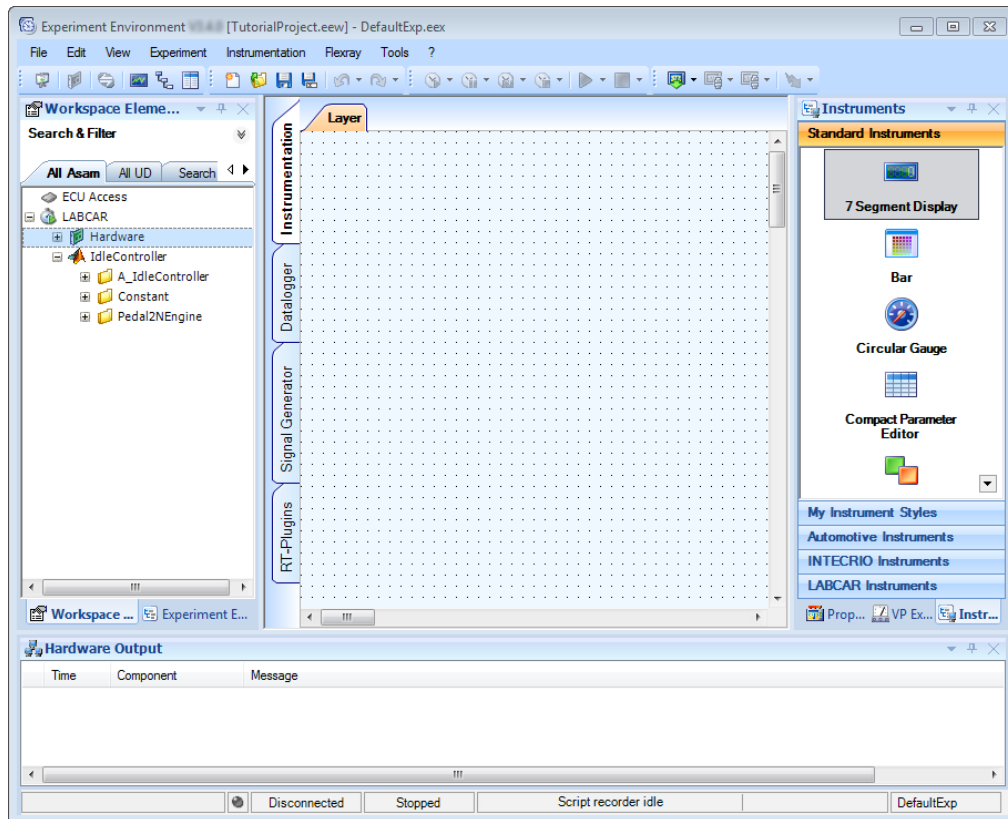 Experiment Environment [TutorialProject.eew] - DefaultExp.eex
File Edit View Experiment Instrumentation Flexray Tools ?
Workspace Eleme...
Search & Filter
All Asam All UD Search
ECU Access
LABCAR
Hardware
IdleController
A_IdleController
Constant
Pedal2NEngine
Workspace ... Experiment E...
Instrumentation
Datalogger
Signal Generator
RT-Plugins
Layer
Instruments
Standard Instruments
7 Segment Display
Bar
Circular Gauge
Compact Parameter
Editor
My Instrument Styles
Automotive Instruments
INTECRIO Instruments
LABCAR Instruments
Prop... VP Ex... Instr...
Hardware Output
Time Component Message
Disconnected Stopped Script recorder idle DefaultExp